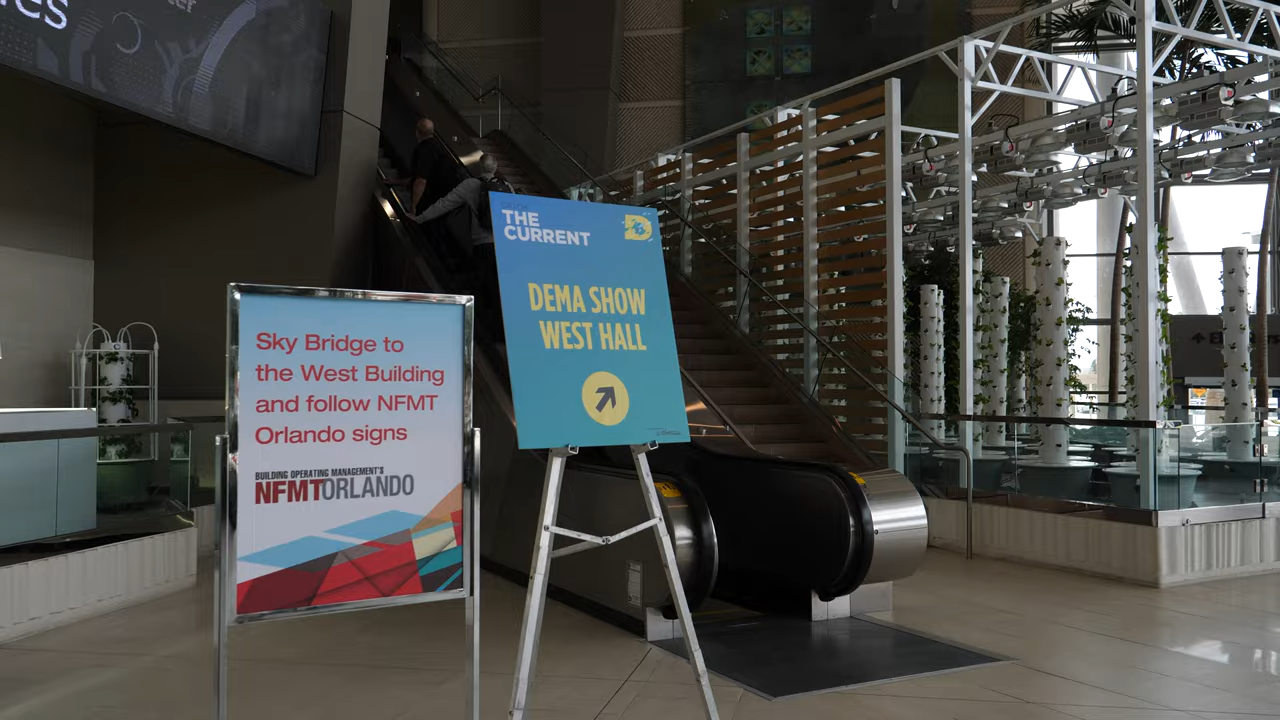 Sky Bridge to
the West Building
and follow NFMT
Orlando signs
BUILDING OPERATING MANAGEMENT'S
NFMTORLANDO
THE
CURRENT
DEMA SHOW
WEST HALL